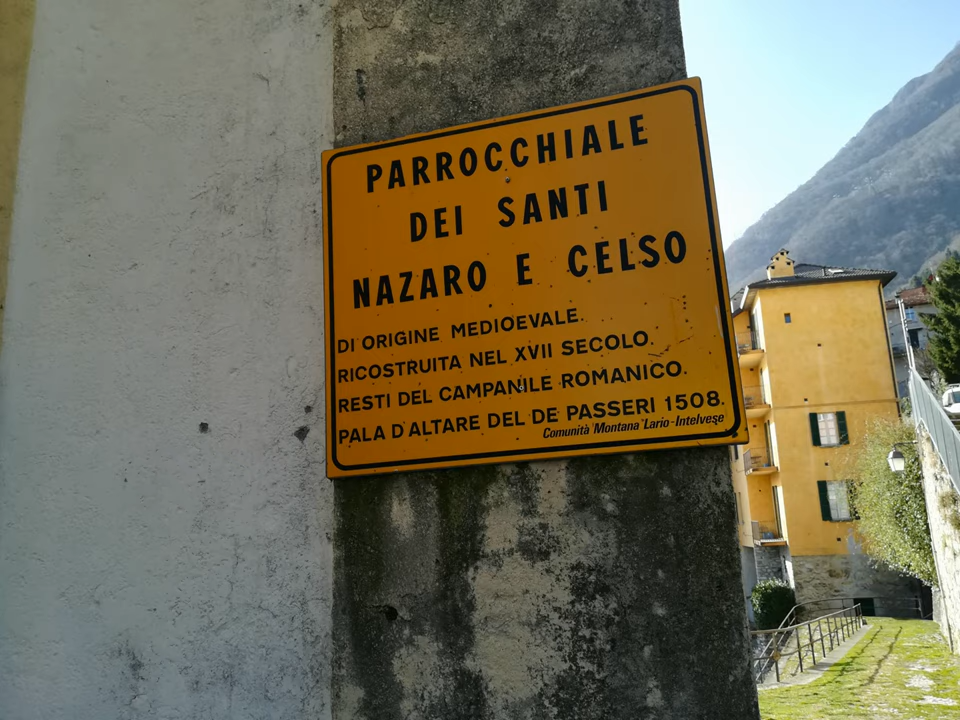 PARROCCHIALE
DEI SANTI
NAZARO E CELSO
DI ORIGINE MEDIOEVALE.
RICOSTRUITA NEL XVII SECOLO.
RESTI DEL CAMPANILE ROMANICO.
PALA D'ALTARE DEL DE PASSERI 1508.
Comunità Montana Lario-Intelvese